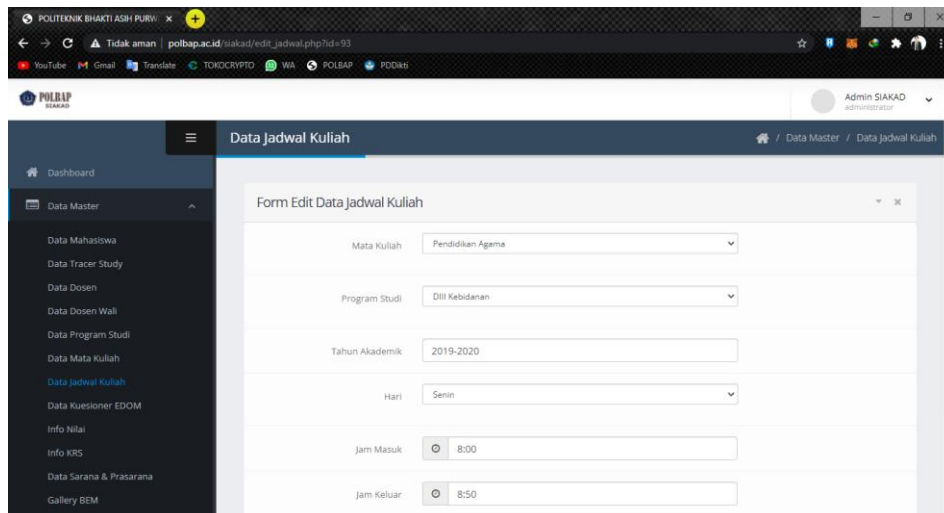 POLITEKNIK BHAKTI ASIH PURW
Tidak aman | polbap.ac.id/siakad/edit_jadwal.php?id=93
YouTube Gmail Translate TOKOCRYPTO WA POLBAP PDDikti
POLBAP
SIAKAD
Admin SIAKAD
administrator
Data Jadwal Kuliah
/ Data Master / Data Jadwal Kuliah
Dashboard
Data Master
Data Mahasiswa
Data Tracer Study
Data Dosen
Data Dosen Wali
Data Program Studi
Data Mata Kuliah
Data Jadwal Kuliah
Data Kuesioner EDOM
Info Nilai
Info KRS
Data Sarana & Prasarana
Gallery BEM
Form Edit Data Jadwal Kuliah
Mata Kuliah Pendidikan Agama
Program Studi DIII Kebidanan
Tahun Akademik 2019-2020
Hari Senin
Jam Masuk 8:00
Jam Keluar 8:50